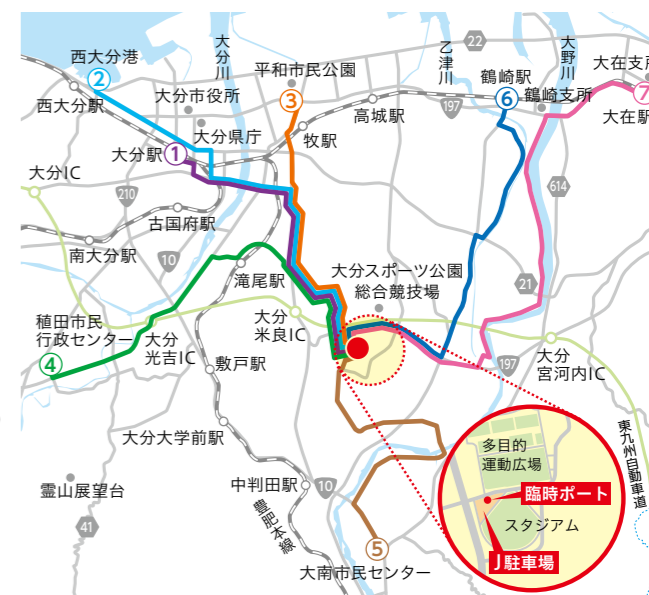 西大分港
②
西大分駅
大分市役所
大分県庁
大分駅①
大分川
平和市民公園
③
牧駅
高城駅
乙津川
22
197
鶴崎駅
⑥
鶴崎支所
大野川
大在支所
⑦
大在駅
大分IC
210
古国府駅
南大分駅
10
滝尾駅
大分スポーツ公園
総合競技場
614
21
稙田市民
行政センター
④
大分
光吉IC
大分
米良IC
敷戸駅
197
大分
宮河内IC
大分大学前駅
霊山展望台
41
中判田駅
10
豊肥本線
⑤
大南市民センター
東九州自動車道
多目的
運動広場
臨時ポート
スタジアム
J駐車場